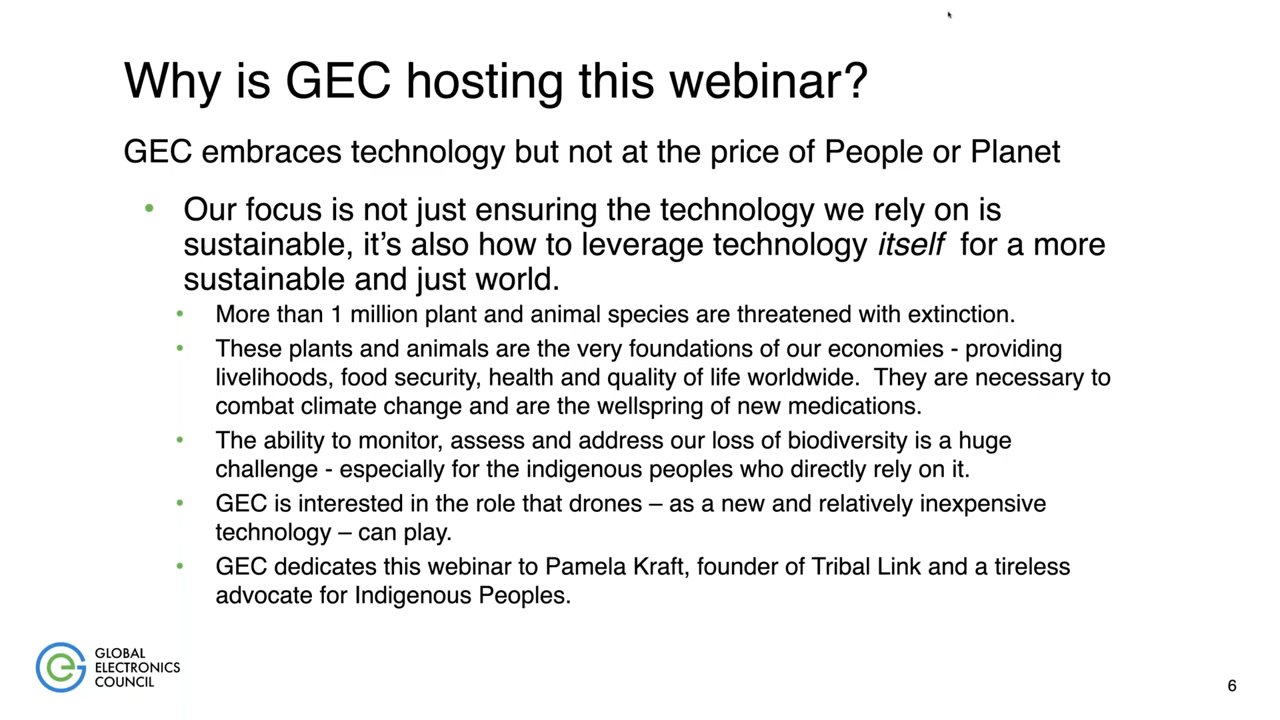 Why is GEC hosting this webinar?
GEC embraces technology but not at the price of People or Planet
• Our focus is not just ensuring the technology we rely on is
sustainable, it's also how to leverage technology itself for a more
sustainable and just world.
• More than 1 million plant and animal species are threatened with extinction.
• These plants and animals are the very foundations of our economies - providing
livelihoods, food security, health and quality of life worldwide. They are necessary to
combat climate change and are the wellspring of new medications.
• The ability to monitor, assess and address our loss of biodiversity is a huge
challenge - especially for the indigenous peoples who directly rely on it.
• GEC is interested in the role that drones – as a new and relatively inexpensive
technology – can play.
• GEC dedicates this webinar to Pamela Kraft, founder of Tribal Link and a tireless
advocate for Indigenous Peoples.
GLOBAL
ELECTRONICS
COUNCIL
6